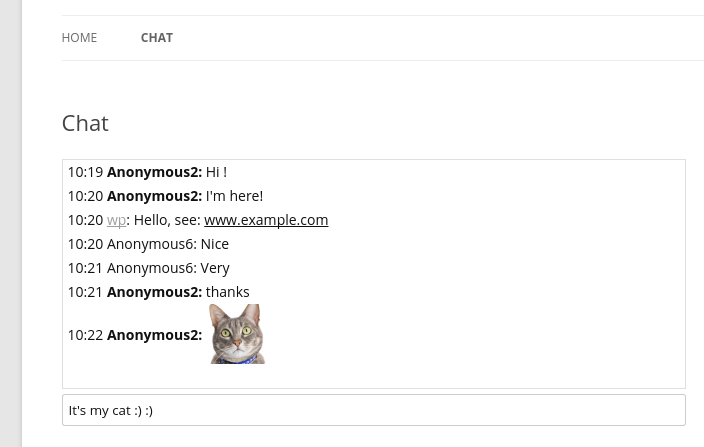 HOME CHAT
Chat
10:19 Anonymous2: Hi !
10:20 Anonymous2: I'm here!
10:20 wp: Hello, see: www.example.com
10:20 Anonymous6: Nice
10:21 Anonymous6: Very
10:21 Anonymous2: thanks
10:22 Anonymous2:
It's my cat :) :)